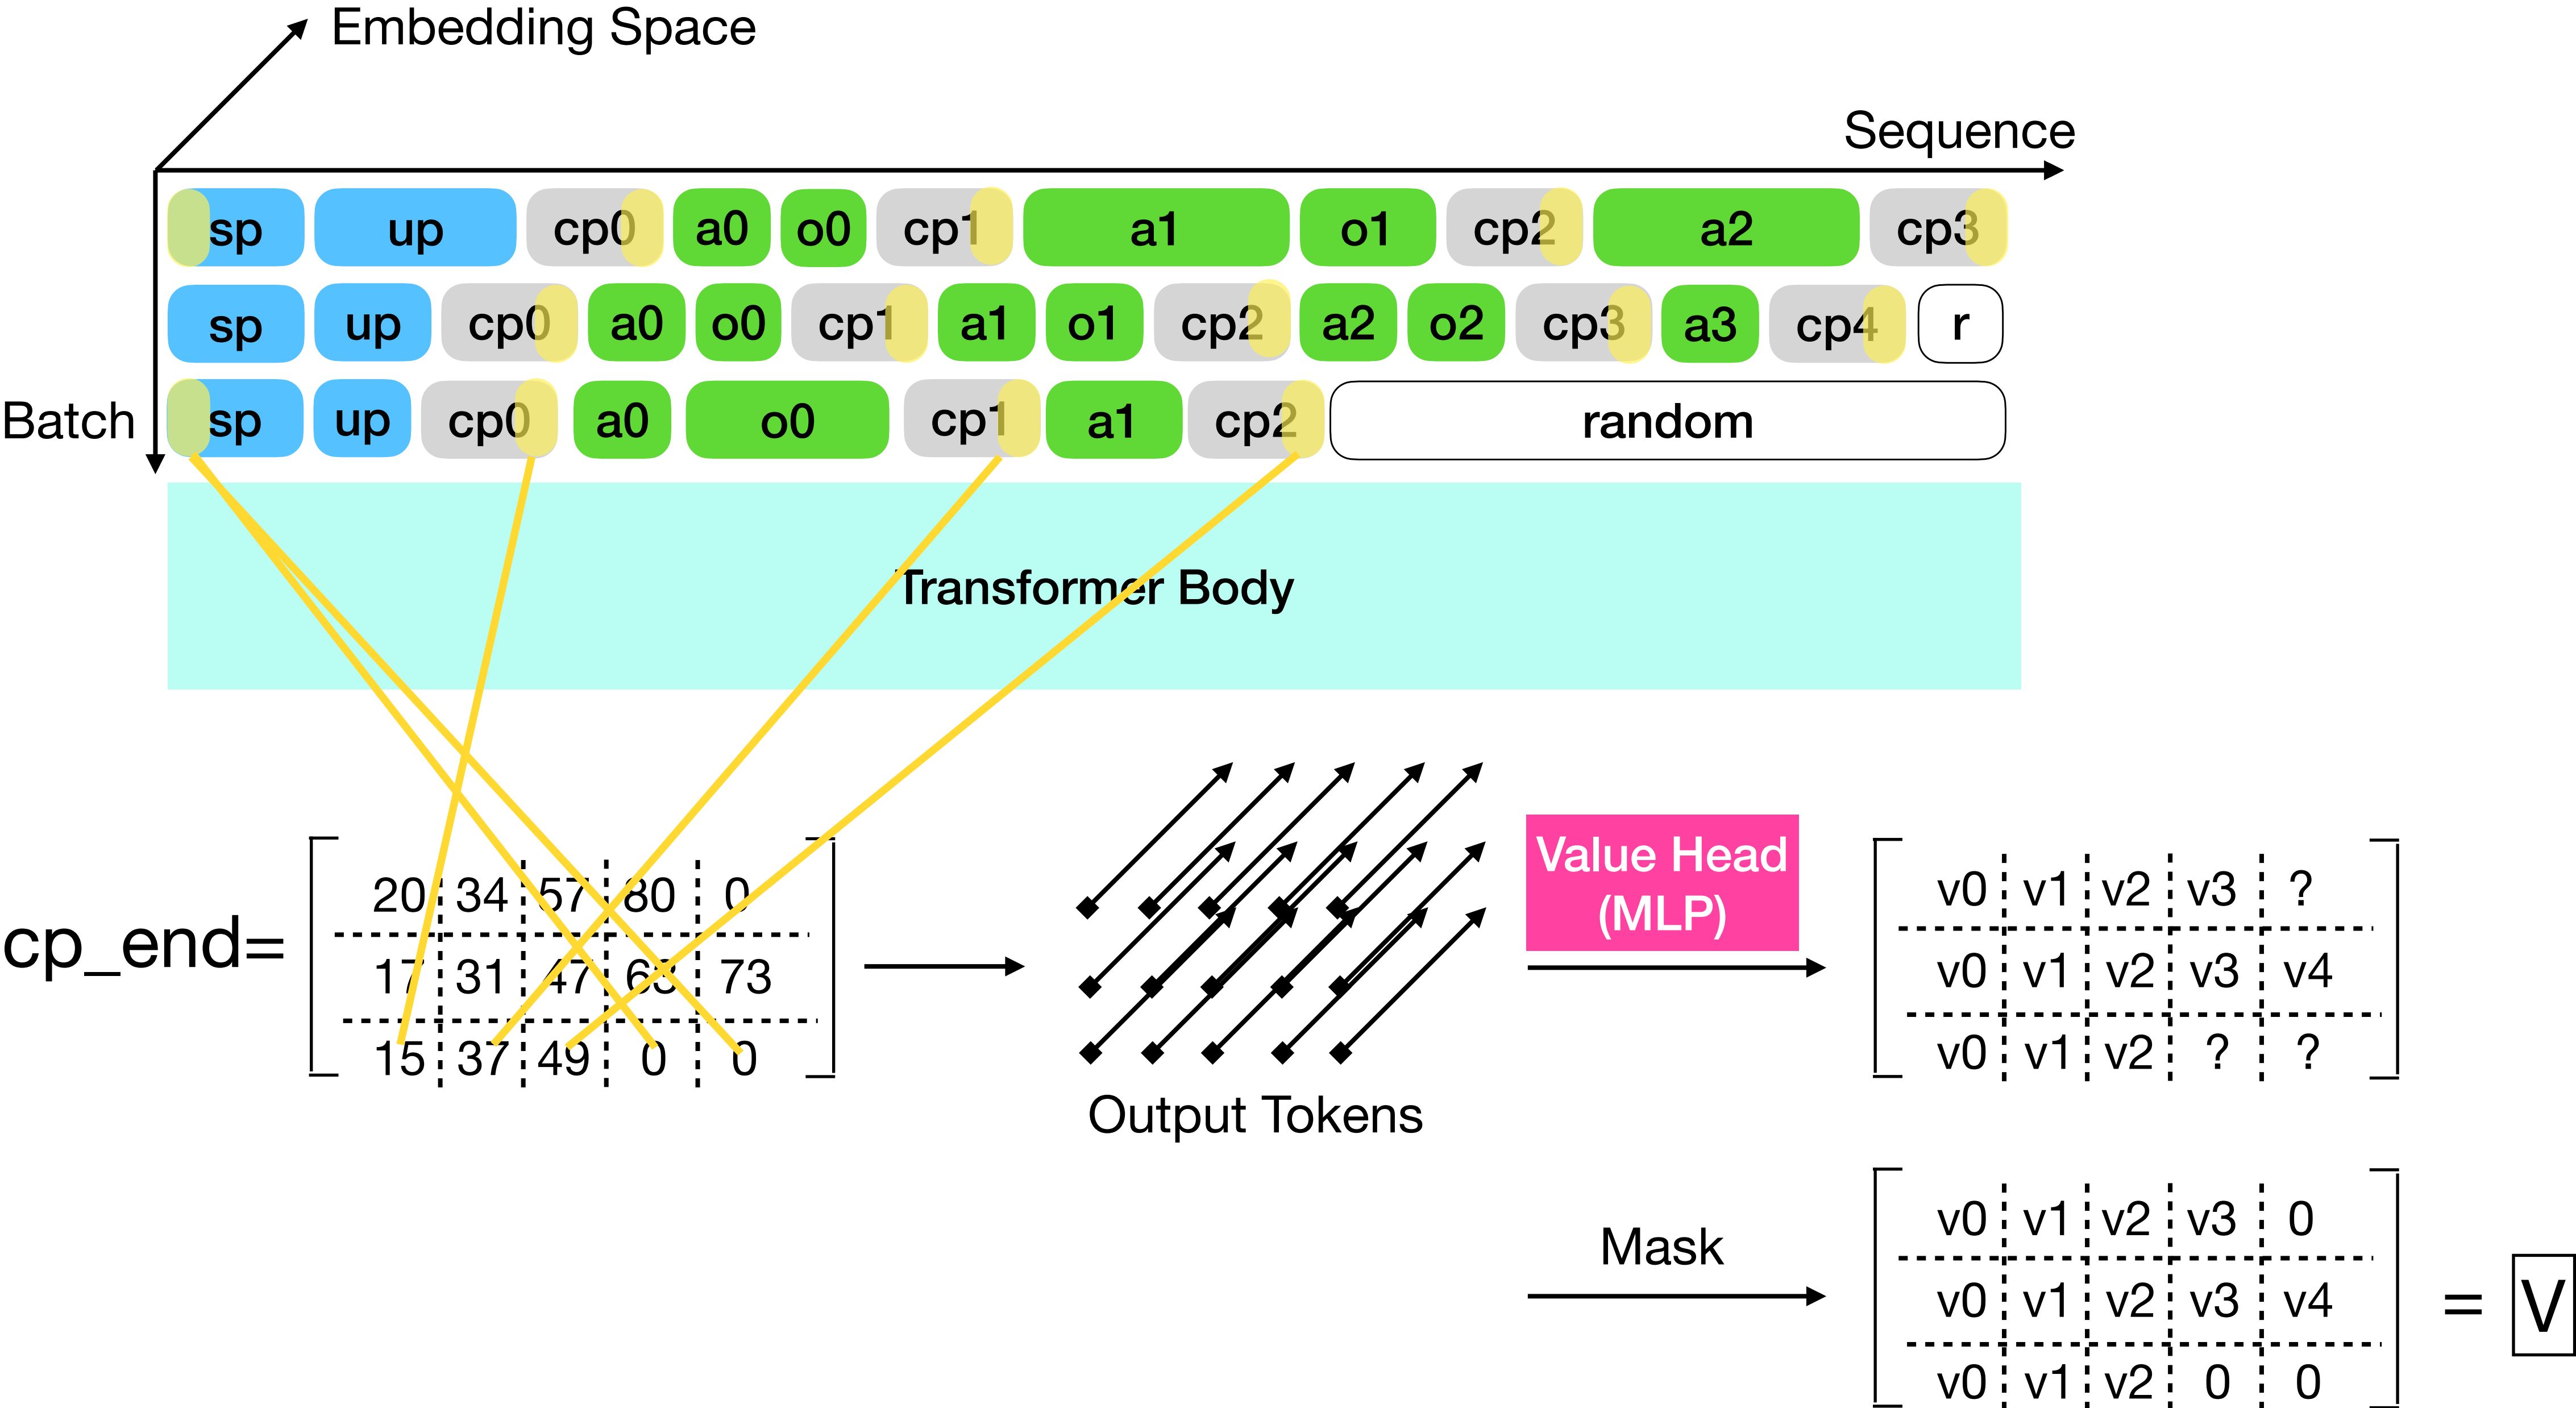 Embedding Space
Sequence
sp up cp0 a0 o0 cp1 a1 o1 cp2 a2 cp3
sp up cp0 a0 o0 cp1 a1 o1 cp2 a2 o2 cp3 a3 cp4 r
Batch sp up cp0 a0 o0 cp1 a1 cp2 random
Transformer Body
cp_end=
20 34 57 80 0
17 31 47 63 73
15 37 49 0 0
Output Tokens
Value Head
(MLP)
v0 v1 v2 v3 ?
v0 v1 v2 v3 v4
v0 v1 v2 ? ?
Mask
v0 v1 v2 v3 0
v0 v1 v2 v3 v4
v0 v1 v2 0 0
= V